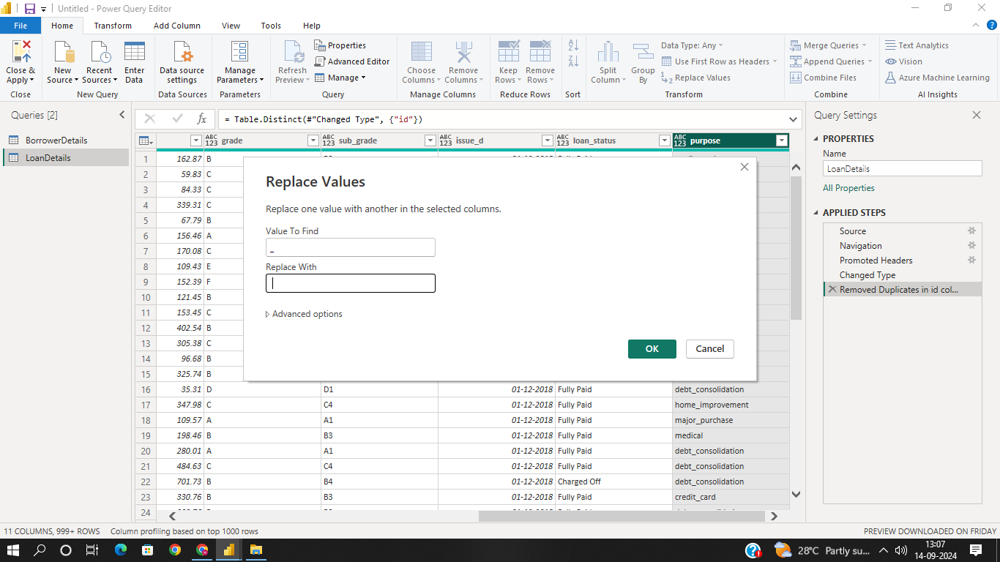 Untitled - Power Query Editor
File Home Transform Add Column View Tools Help
Close & Apply
New Source
Recent Sources
Enter Data
Data source settings
Manage Parameters
Refresh Preview
Properties
Advanced Editor
Manage
Choose Columns
Remove Columns
Keep Rows
Remove Rows
Split Column
Group By
Data Type: Any
Use First Row as Headers
Replace Values
Merge Queries
Append Queries
Combine Files
Text Analytics
Vision
Azure Machine Learning
Close New Query Data Sources Parameters Query Manage Columns Reduce Rows Sort Transform Combine AI Insights
Queries [2]
BorrowerDetails
LoanDetails
fx = Table.Distinct(#"Changed Type", {"id"})
ABC 123 grade ABC 123 sub_grade ABC 123 issue_d ABC 123 loan_status ABC 123 purpose
1 162.87 B
2 59.83 C
3 84.33 C
4 339.31 C
5 67.79 B
6 156.46 A
7 170.08 C
8 109.43 E
9 152.39 F
10 121.45 B
11 153.45 C
12 402.54 B
13 305.38 C
14 96.68 B
15 325.74 B
16 35.31 D D1 01-12-2018 Fully Paid debt_consolidation
17 347.98 C C4 01-12-2018 Fully Paid home_improvement
18 109.57 A A1 01-12-2018 Fully Paid major_purchase
19 198.46 B B3 01-12-2018 Fully Paid medical
20 280.01 A A1 01-12-2018 Fully Paid debt_consolidation
21 484.63 C C4 01-12-2018 Fully Paid debt_consolidation
22 701.73 B B4 01-12-2018 Charged Off debt_consolidation
23 330.76 B B3 01-12-2018 Fully Paid credit_card
24
Replace Values
Replace one value with another in the selected columns.
Value To Find
_
Replace With
Advanced options
OK Cancel
Query Settings
PROPERTIES
Name
LoanDetails
All Properties
APPLIED STEPS
Source
Navigation
Promoted Headers
Changed Type
Removed Duplicates in id col...
11 COLUMNS, 999+ ROWS Column profiling based on top 1000 rows PREVIEW DOWNLOADED ON FRIDAY
28°C Partly su... 13:07
14-09-2024